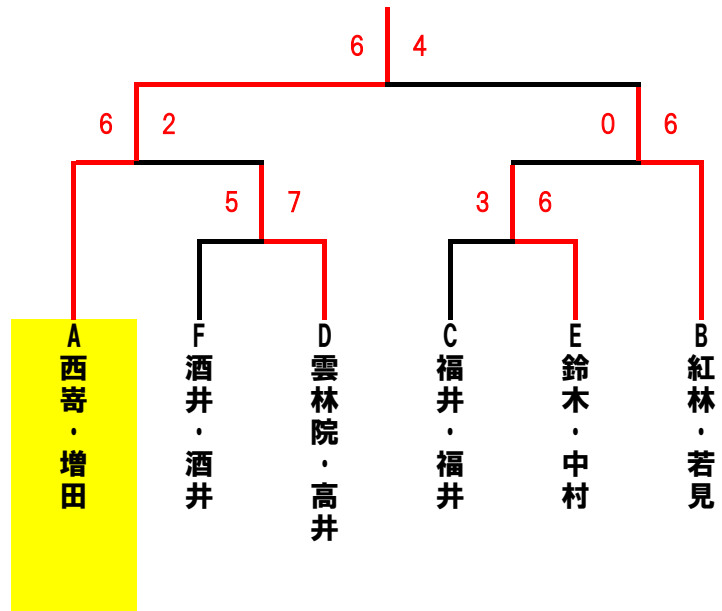 6 4
6 2
0 6
5 7
3 6
A 西嵜・増田
F 酒井・酒井
D 雲林院・高井
C 福井・福井
E 鈴木・中村
B 紅林・若見